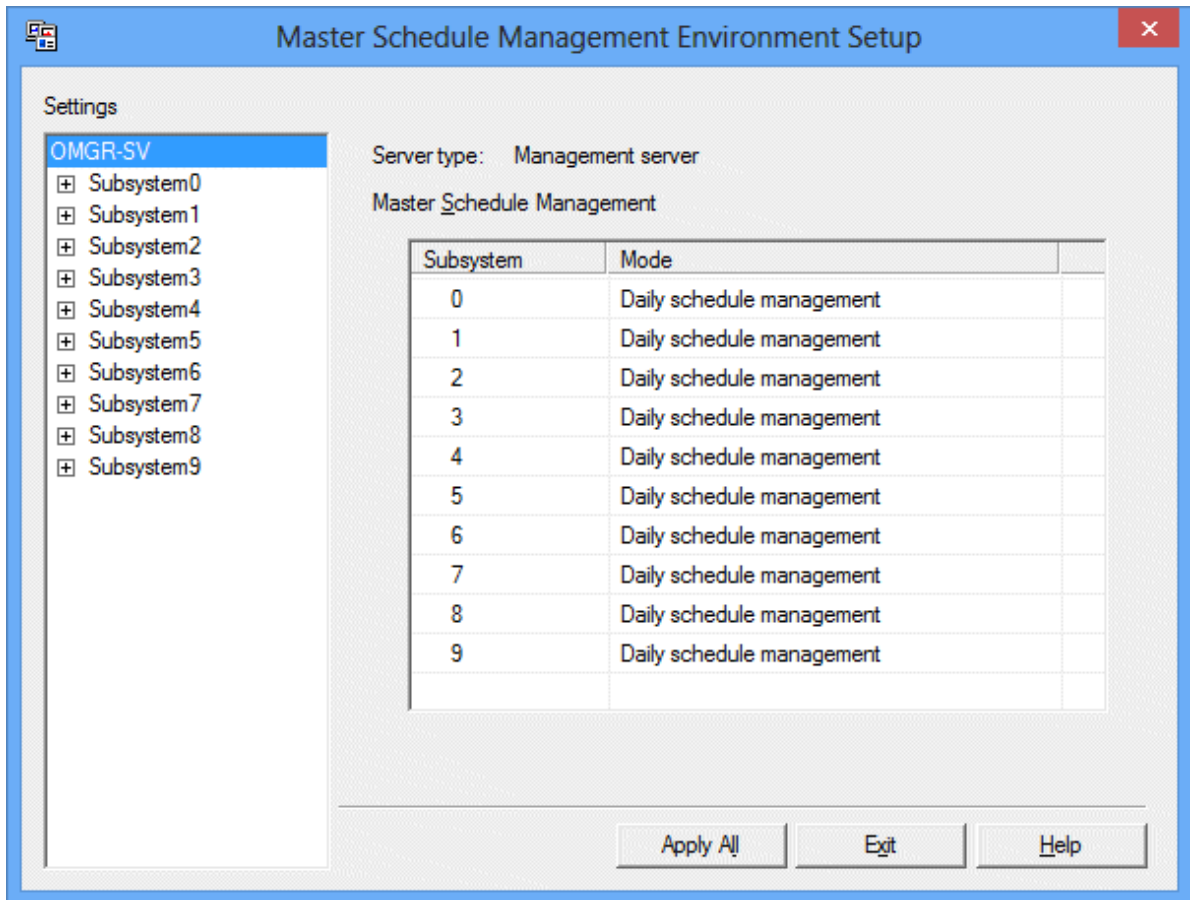 Master Schedule Management Environment Setup
Settings
OMGR-SV
Subsystem0
Subsystem1
Subsystem2
Subsystem3
Subsystem4
Subsystem5
Subsystem6
Subsystem7
Subsystem8
Subsystem9
Server type: Management server
Master Schedule Management
Subsystem Mode
0 Daily schedule management
1 Daily schedule management
2 Daily schedule management
3 Daily schedule management
4 Daily schedule management
5 Daily schedule management
6 Daily schedule management
7 Daily schedule management
8 Daily schedule management
9 Daily schedule management
Apply All Exit Help